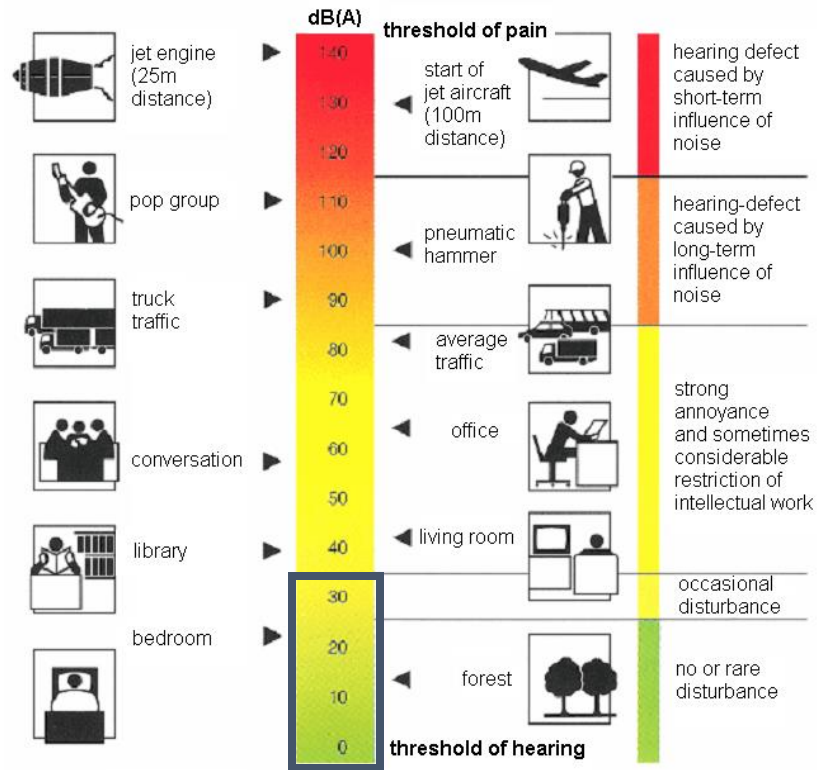 dB(A)
threshold of pain
140
130
120
110
100
90
80
70
60
50
40
30
20
10
0
threshold of hearing
jet engine
(25m
distance)
pop group
truck
traffic
conversation
library
bedroom
start of
jet aircraft
(100m
distance)
pneumatic
hammer
average
traffic
office
living room
forest
hearing defect
caused by
short-term
influence of
noise
hearing-defect
caused by
long-term
influence of
noise
strong
annoyance
and sometimes
considerable
restriction of
intellectual work
occasional
disturbance
no or rare
disturbance